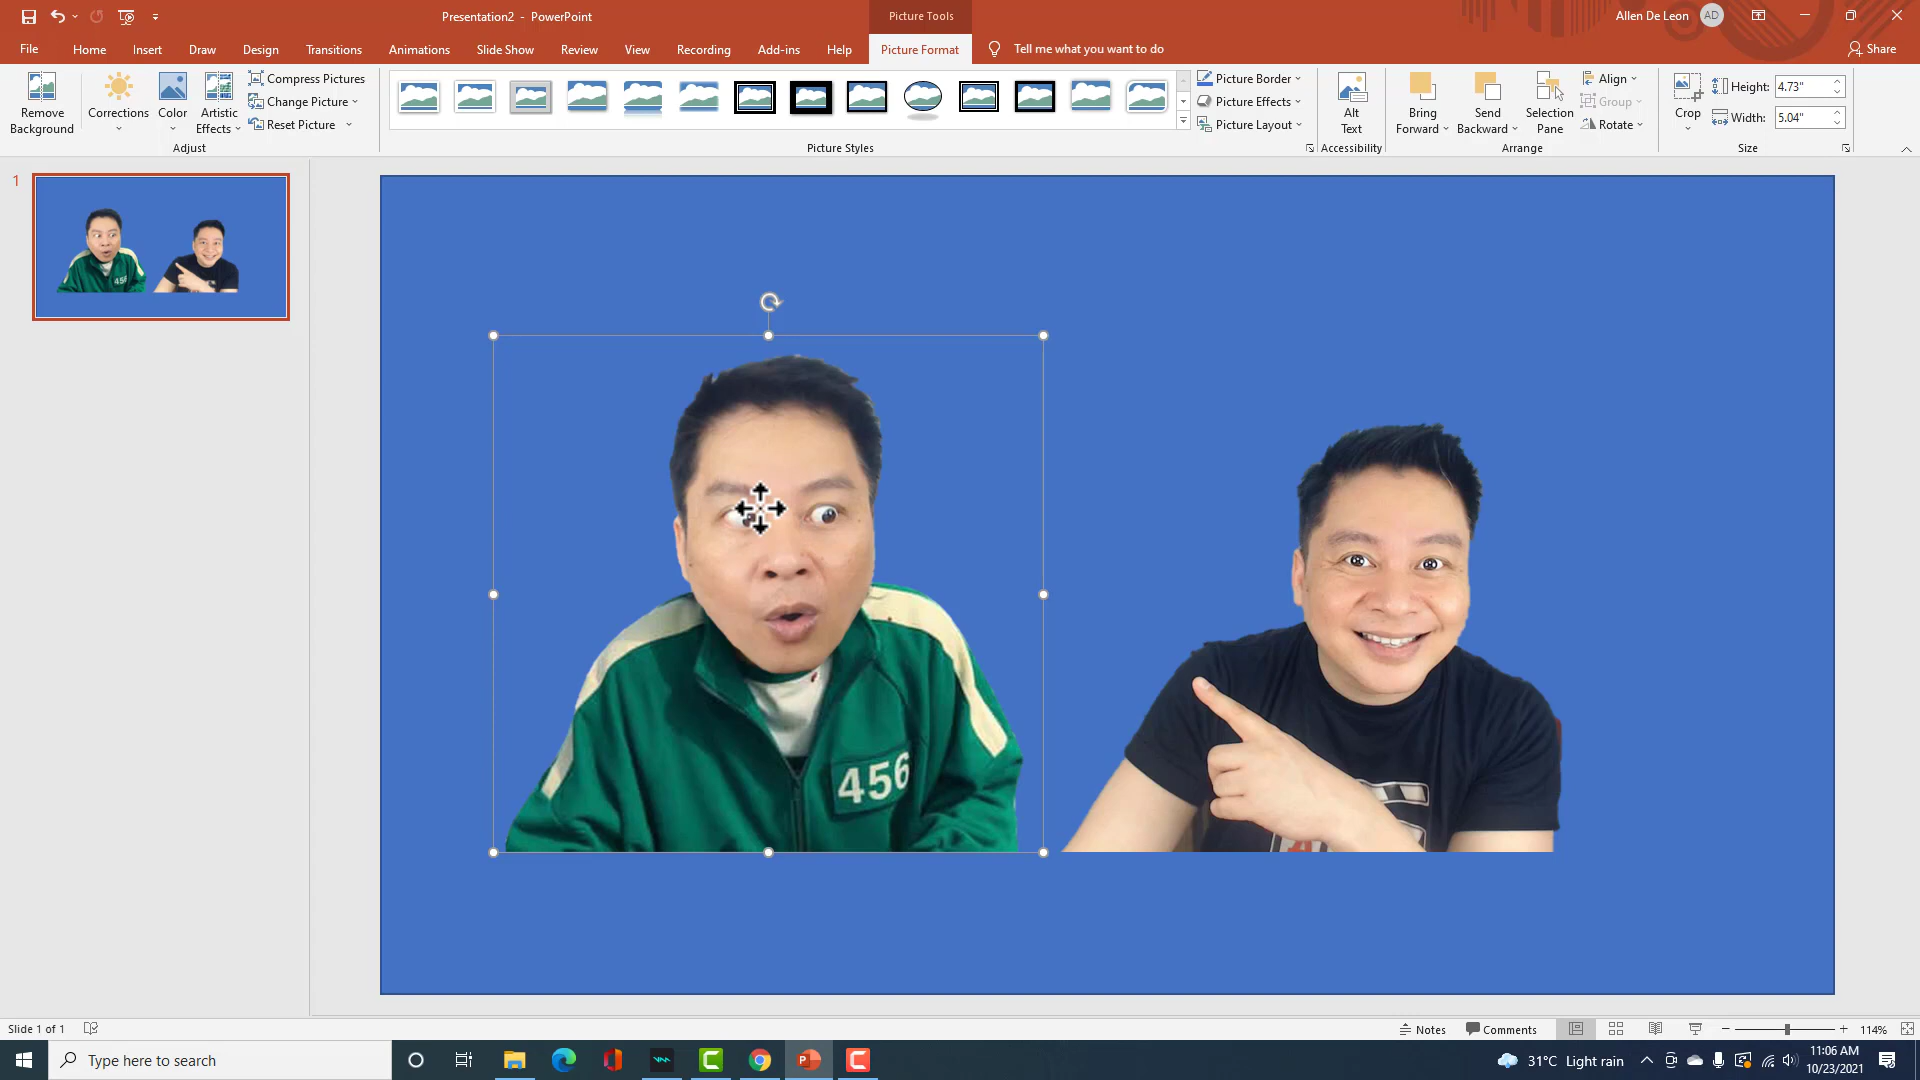 Presentation2 - PowerPoint
Picture Tools
Allen De Leon
AD
File
Home
Insert
Draw
Design
Transitions
Animations
Slide Show
Review
View
Recording
Add-ins
Help
Picture Format
Tell me what you want to do
Share
Remove Background
Corrections
Color
Artistic Effects
Compress Pictures
Change Picture
Reset Picture
Adjust
Picture Styles
Picture Border
Picture Effects
Picture Layout
Alt Text
Accessibility
Bring Forward
Send Backward
Selection Pane
Align
Group
Rotate
Arrange
Crop
Height: 4.73"
Width: 5.04"
Size
1
456
456
Slide 1 of 1
Notes
Comments
114%
Type here to search
31°C Light rain
11:06 AM
10/23/2021